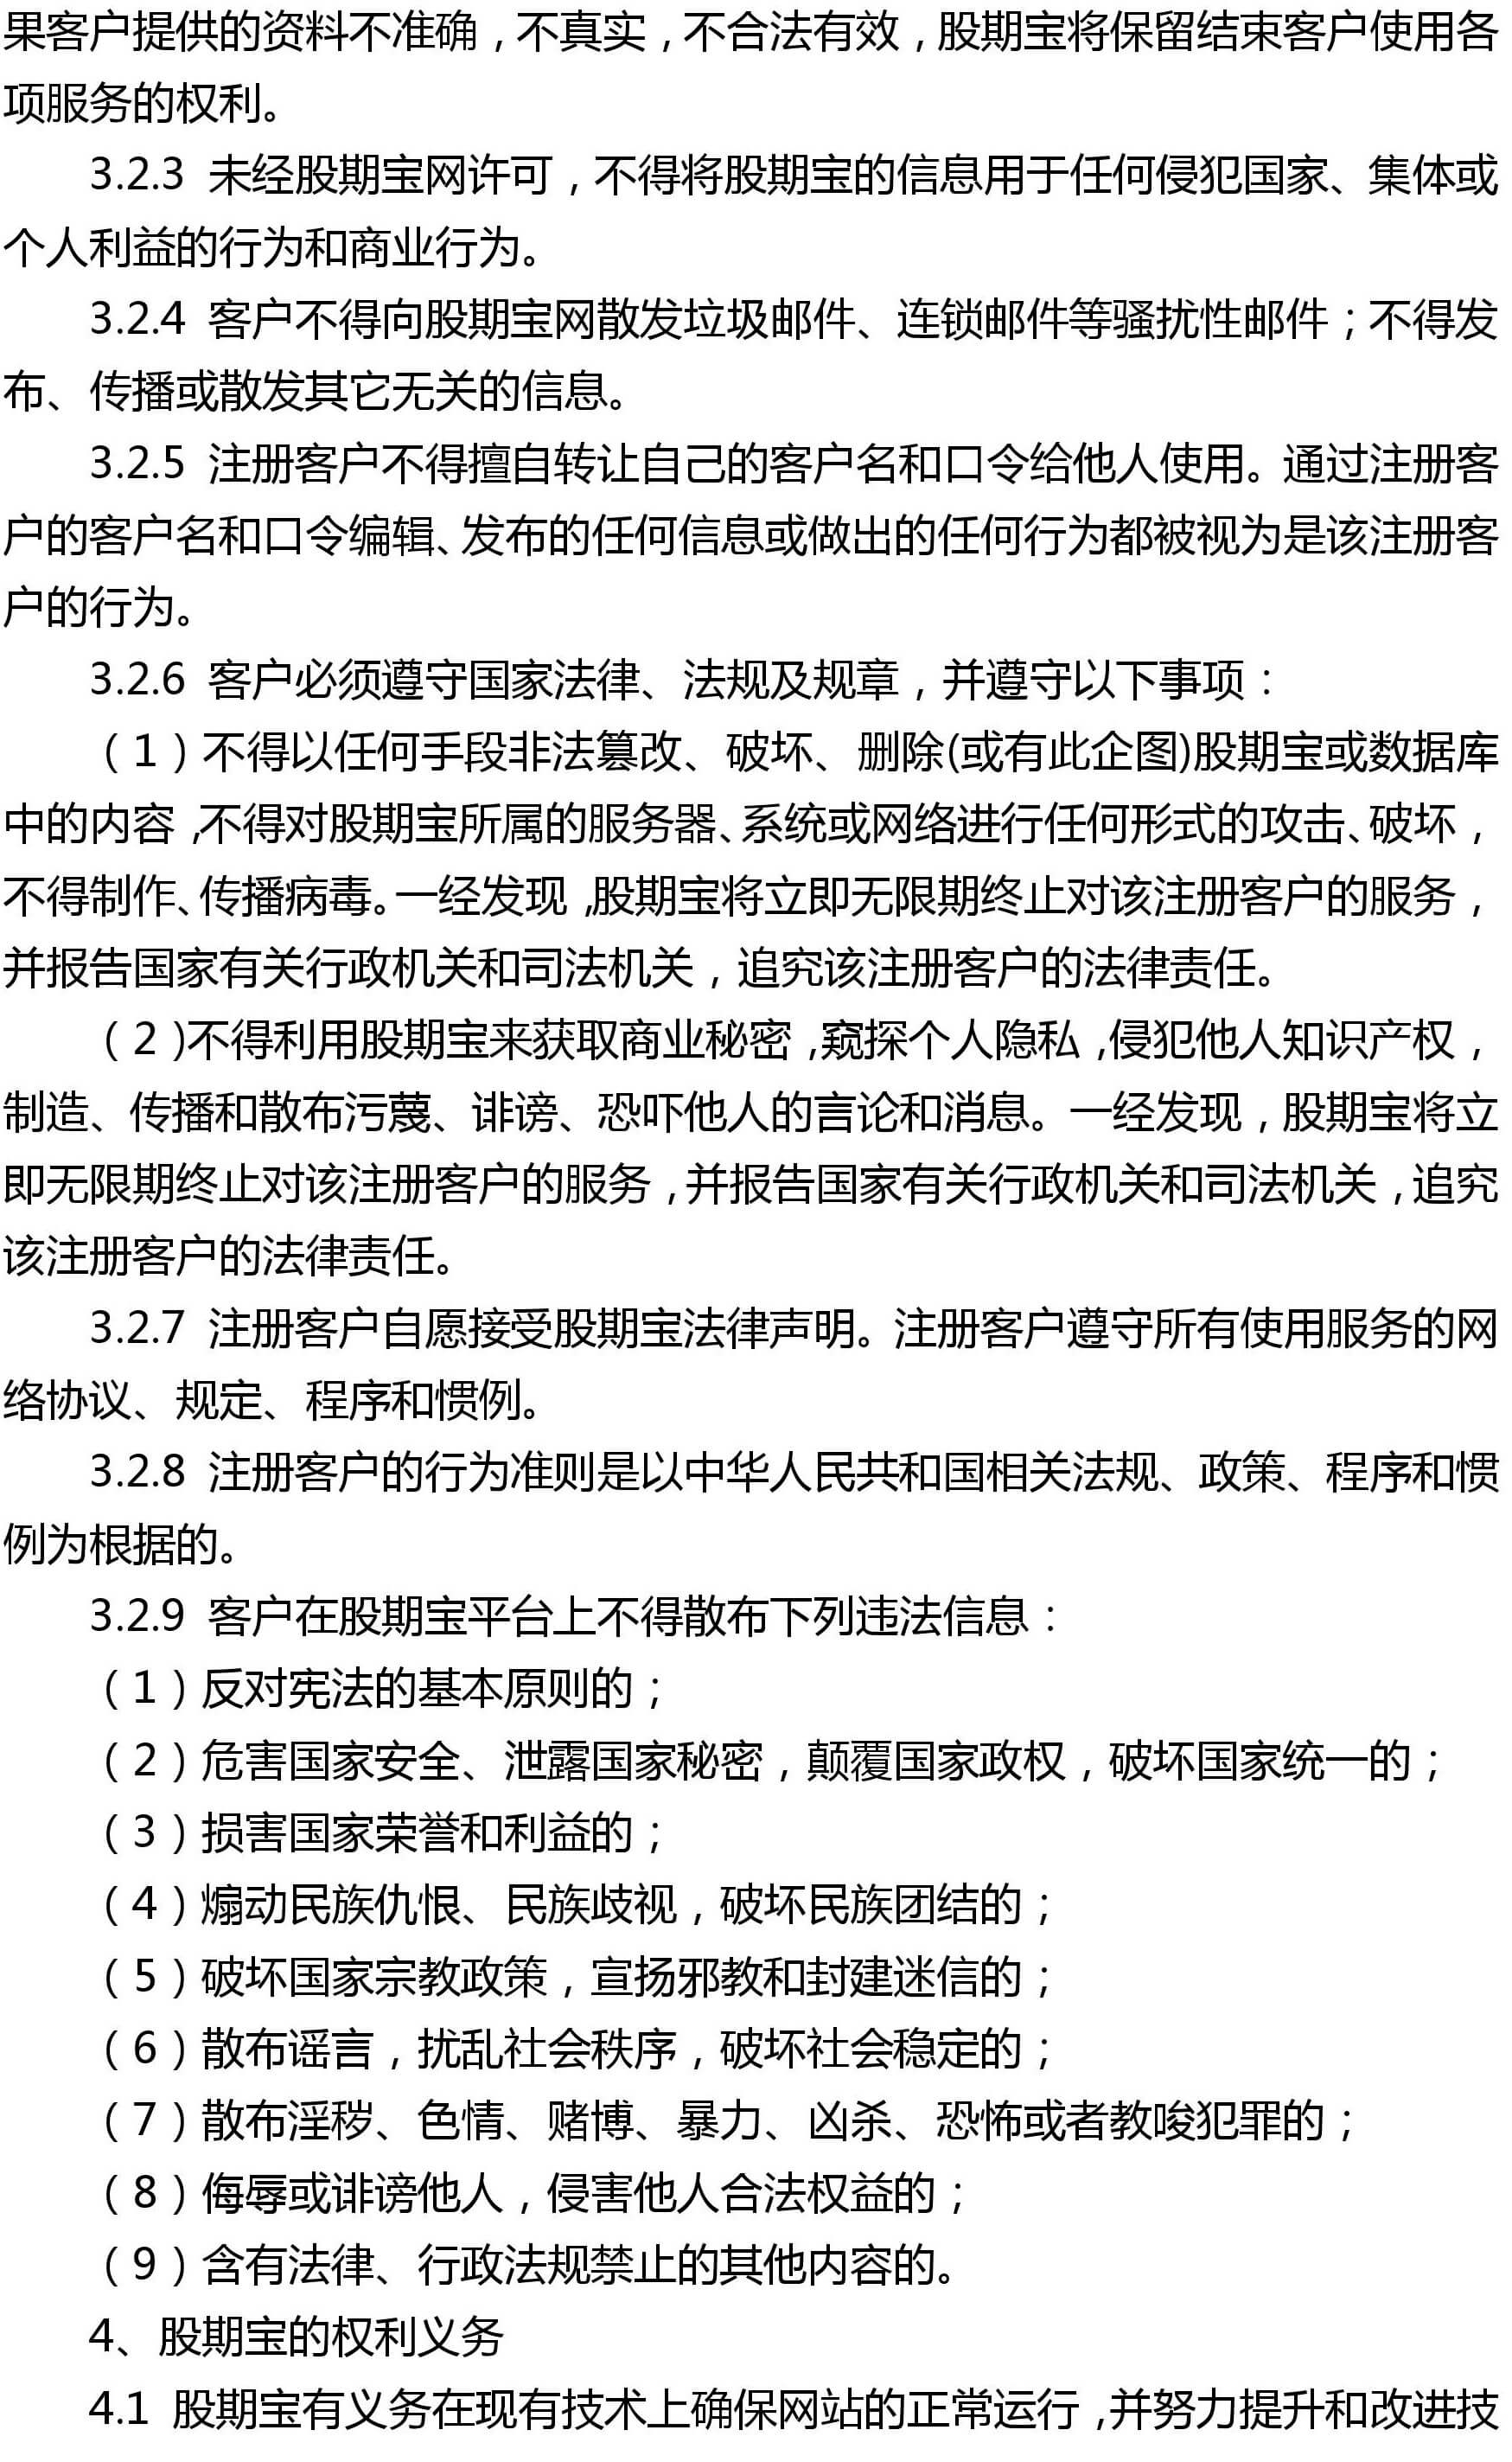 果客户提供的资料不准确，不真实，不合法有效，股期宝将保留结束客户使用各
项服务的权利。
3.2.3 未经股期宝网许可，不得将股期宝的信息用于任何侵犯国家、集体或
个人利益的行为和商业行为。
3.2.4 客户不得向股期宝网散发垃圾邮件、连锁邮件等骚扰性邮件；不得发
布、传播或散发其它无关的信息。
3.2.5 注册客户不得擅自转让自己的客户名和口令给他人使用。通过注册客
户的客户名和口令编辑、发布的任何信息或做出的任何行为都被视为是该注册客
户的行为。
3.2.6 客户必须遵守国家法律、法规及规章，并遵守以下事项：
（1）不得以任何手段非法篡改、破坏、删除(或有此企图)股期宝或数据库
中的内容，不得对股期宝所属的服务器、系统或网络进行任何形式的攻击、破坏，
不得制作、传播病毒。一经发现，股期宝将立即无限期终止对该注册客户的服务，
并报告国家有关行政机关和司法机关，追究该注册客户的法律责任。
（2）不得利用股期宝来获取商业秘密，窥探个人隐私，侵犯他人知识产权，
制造、传播和散布污蔑、诽谤、恐吓他人的言论和消息。一经发现，股期宝将立
即无限期终止对该注册客户的服务，并报告国家有关行政机关和司法机关，追究
该注册客户的法律责任。
3.2.7 注册客户自愿接受股期宝法律声明。注册客户遵守所有使用服务的网
络协议、规定、程序和惯例。
3.2.8 注册客户的行为准则是以中华人民共和国相关法规、政策、程序和惯
例为根据的。
3.2.9 客户在股期宝平台上不得散布下列违法信息：
（1）反对宪法的基本原则的；
（2）危害国家安全、泄露国家秘密，颠覆国家政权，破坏国家统一的；
（3）损害国家荣誉和利益的；
（4）煽动民族仇恨、民族歧视，破坏民族团结的；
（5）破坏国家宗教政策，宣扬邪教和封建迷信的；
（6）散布谣言，扰乱社会秩序，破坏社会稳定的；
（7）散布淫秽、色情、赌博、暴力、凶杀、恐怖或者教唆犯罪的；
（8）侮辱或诽谤他人，侵害他人合法权益的；
（9）含有法律、行政法规禁止的其他内容的。
4、股期宝的权利义务
4.1 股期宝有义务在现有技术上确保网站的正常运行，并努力提升和改进技